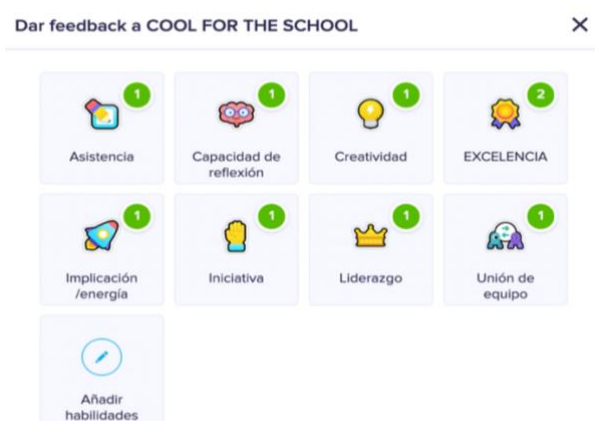 Dar feedback a COOL FOR THE SCHOOL
1
Asistencia
1
Capacidad de
reflexión
1
Creatividad
2
EXCELENCIA
1
Implicación
/energía
1
Iniciativa
1
Liderazgo
1
Unión de
equipo
Añadir
habilidades